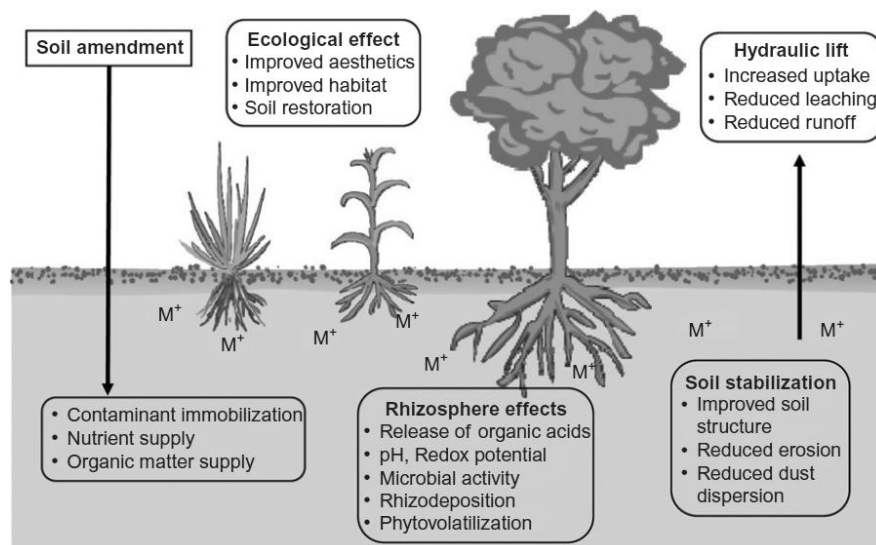 Soil amendment
Ecological effect
• Improved aesthetics
• Improved habitat
• Soil restoration
Hydraulic lift
• Increased uptake
• Reduced leaching
• Reduced runoff
M⁺
M⁺
M⁺
M⁺
M⁺
M⁺
M⁺
M⁺
• Contaminant immobilization
• Nutrient supply
• Organic matter supply
Rhizosphere effects
• Release of organic acids
• pH, Redox potential
• Microbial activity
• Rhizodeposition
• Phytovolatilization
Soil stabilization
• Improved soil
structure
• Reduced erosion
• Reduced dust
dispersion